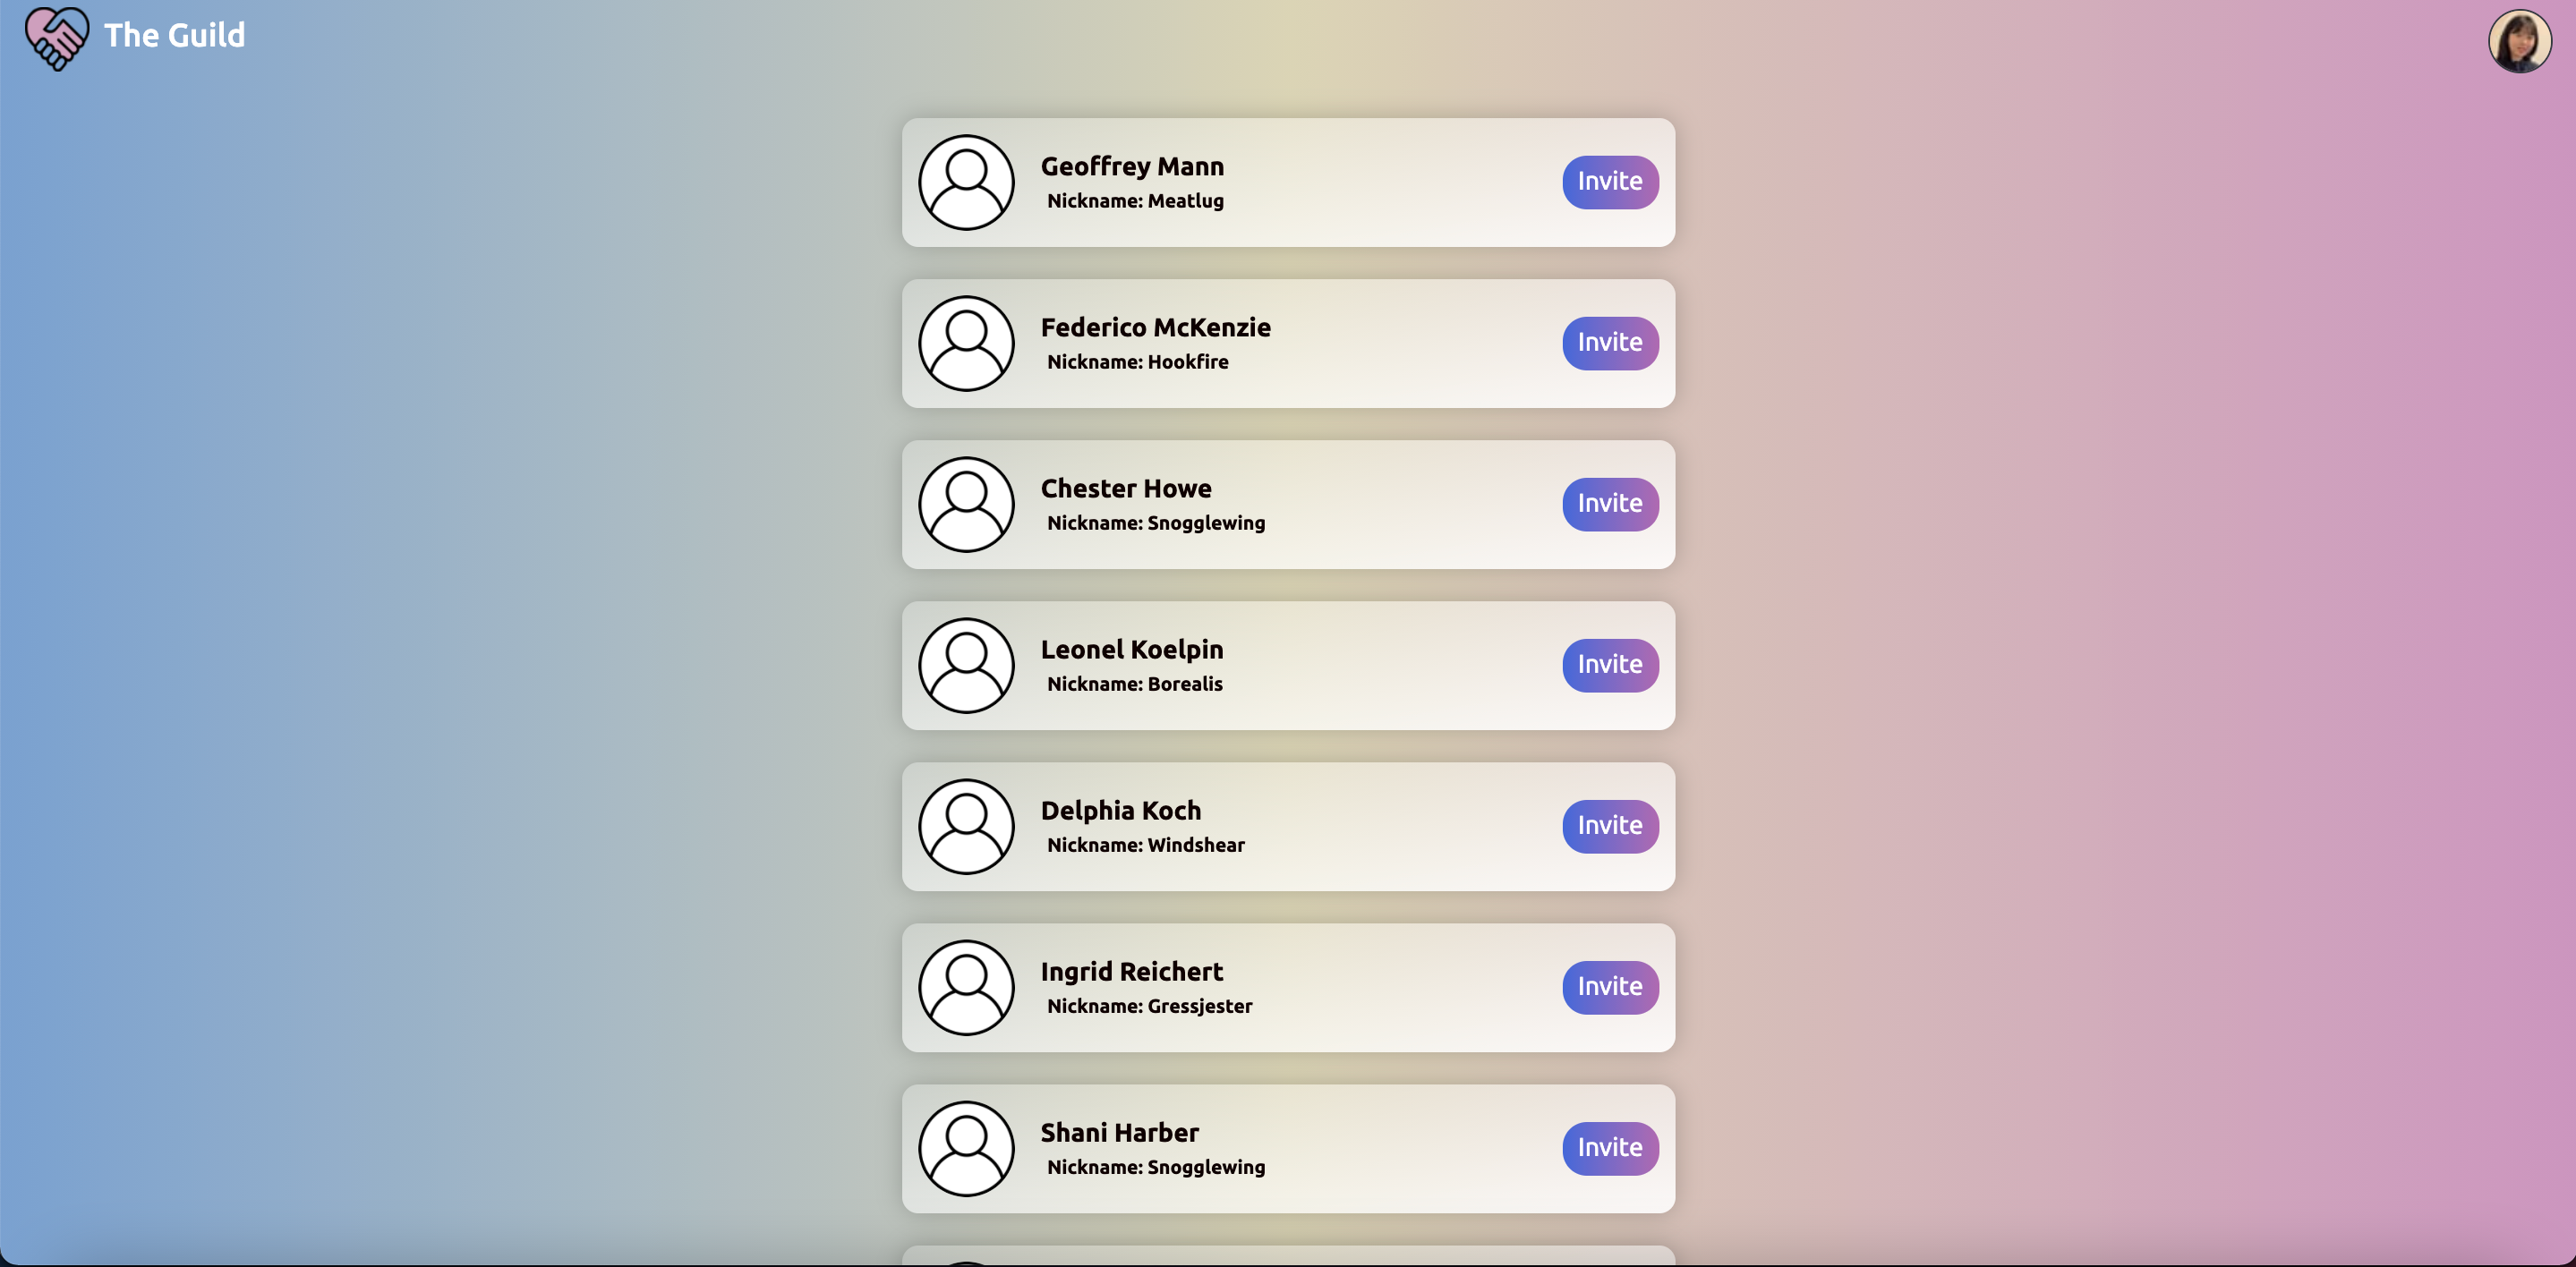 The Guild
Geoffrey Mann
Nickname: Meatlug
Invite
Federico McKenzie
Nickname: Hookfire
Invite
Chester Howe
Nickname: Snogglewing
Invite
Leonel Koelpin
Nickname: Borealis
Invite
Delphia Koch
Nickname: Windshear
Invite
Ingrid Reichert
Nickname: Gressjester
Invite
Shani Harber
Nickname: Snogglewing
Invite